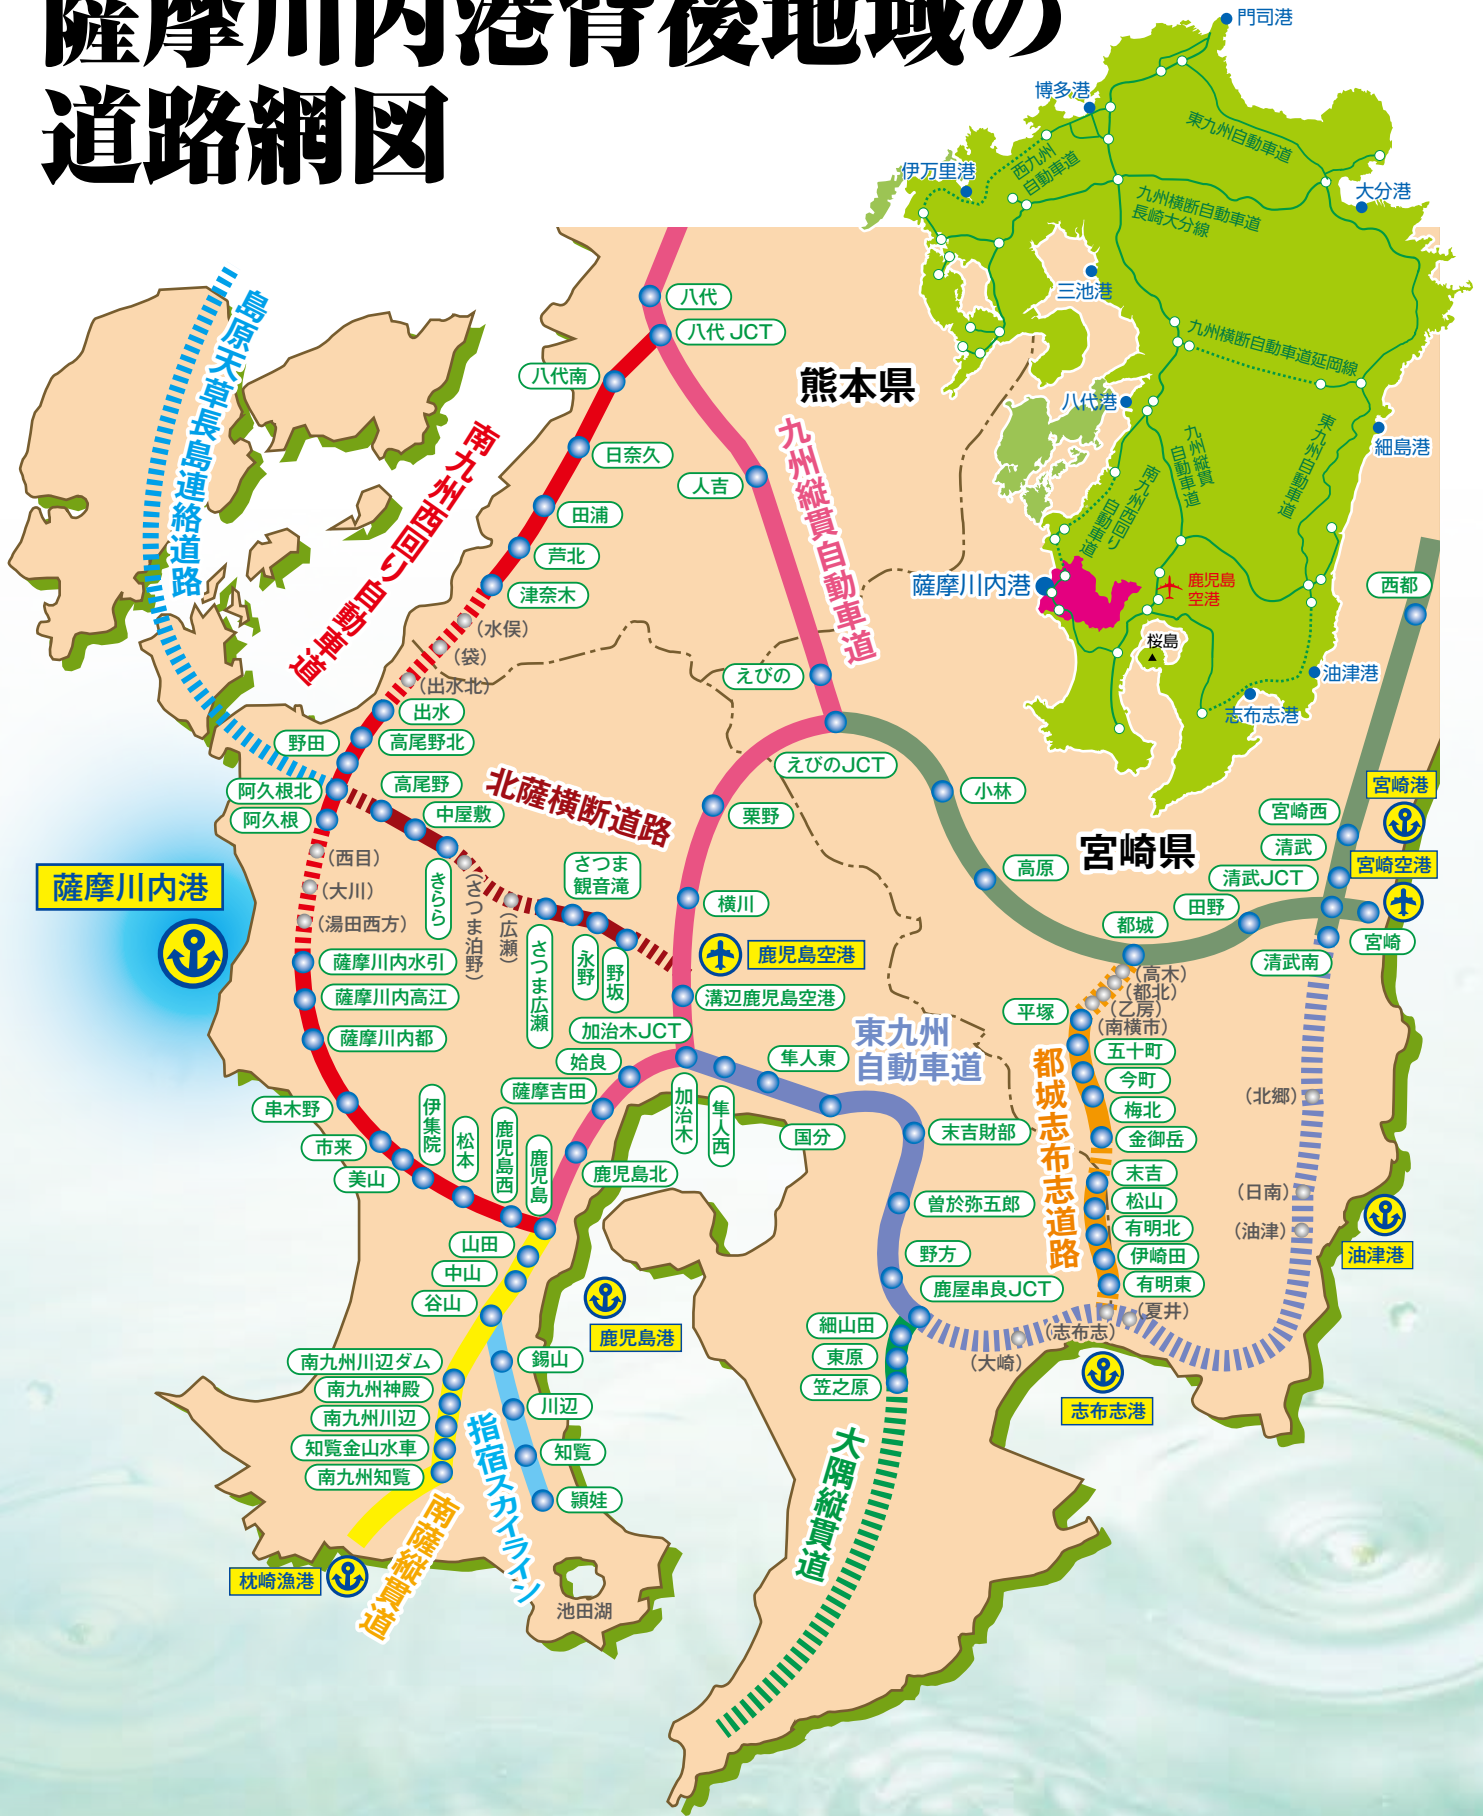 薩摩川内港背後地域の
道路網図
門司港
博多港
伊万里港
西九州
自動車道
東九州自動車道
九州横断自動車道
長崎大分線
大分港
三池港
九州横断自動車道延岡線
八代港
細島港
九州縦貫
自動車道
東九州自動車道
南九州西回り
自動車道
薩摩川内港
鹿児島
空港
桜島
油津港
志布志港
島原天草長島連絡道路
南九州西回り自動車道
八代
八代 JCT
八代南
日奈久
田浦
芦北
津奈木
(水俣)
(袋)
(出水北)
出水
高尾野北
野田
阿久根北
阿久根
(西目)
(大川)
(湯田西方)
薩摩川内水引
薩摩川内高江
薩摩川内都
串木野
市来
美山
伊集院
松本
鹿児島西
鹿児島
熊本県
九州縦貫自動車道
人吉
えびの
えびのJCT
栗野
横川
鹿児島空港
溝辺鹿児島空港
加治木JCT
姶良
薩摩吉田
鹿児島北
北薩横断道路
高尾野
中屋敷
きらら
(さつま泊野)
(広瀬)
さつま広瀬
さつま
観音滝
永野
野坂
薩摩川内港
小林
高原
宮崎県
都城
田野
清武JCT
清武
宮崎西
西都
宮崎港
宮崎空港
宮崎
清武南
(北郷)
(日南)
(油津)
油津港
東九州
自動車道
加治木
隼人西
隼人東
国分
末吉財部
曽於弥五郎
野方
鹿屋串良JCT
細山田
東原
笠之原
(大崎)
(志布志)
(夏井)
志布志港
都城志布志道路
(高木)
(都北)
(乙房)
(南横市)
平塚
五十町
今町
梅北
金御岳
末吉
松山
有明北
伊崎田
有明東
山田
中山
谷山
鹿児島港
南九州川辺ダム
南九州神殿
南九州川辺
知覧金山水車
南九州知覧
南薩縦貫道
枕崎漁港
錫山
川辺
知覧
頴娃
指宿スカイライン
池田湖
大隅縦貫道